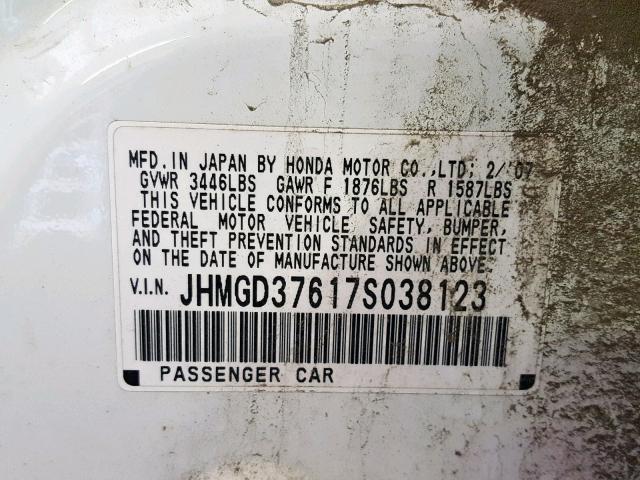 MFD. IN JAPAN BY HONDA MOTOR CO.,LTD; 2/'07
GVWR 3446LBS GAWR F 1876LBS R 1587LBS
THIS VEHICLE CONFORMS TO ALL APPLICABLE
FEDERAL MOTOR VEHICLE SAFETY, BUMPER,
AND THEFT PREVENTION STANDARDS IN EFFECT
ON THE DATE OF MANUFACTURE SHOWN ABOVE.
V.I.N. JHMGD37617S038123
PASSENGER CAR